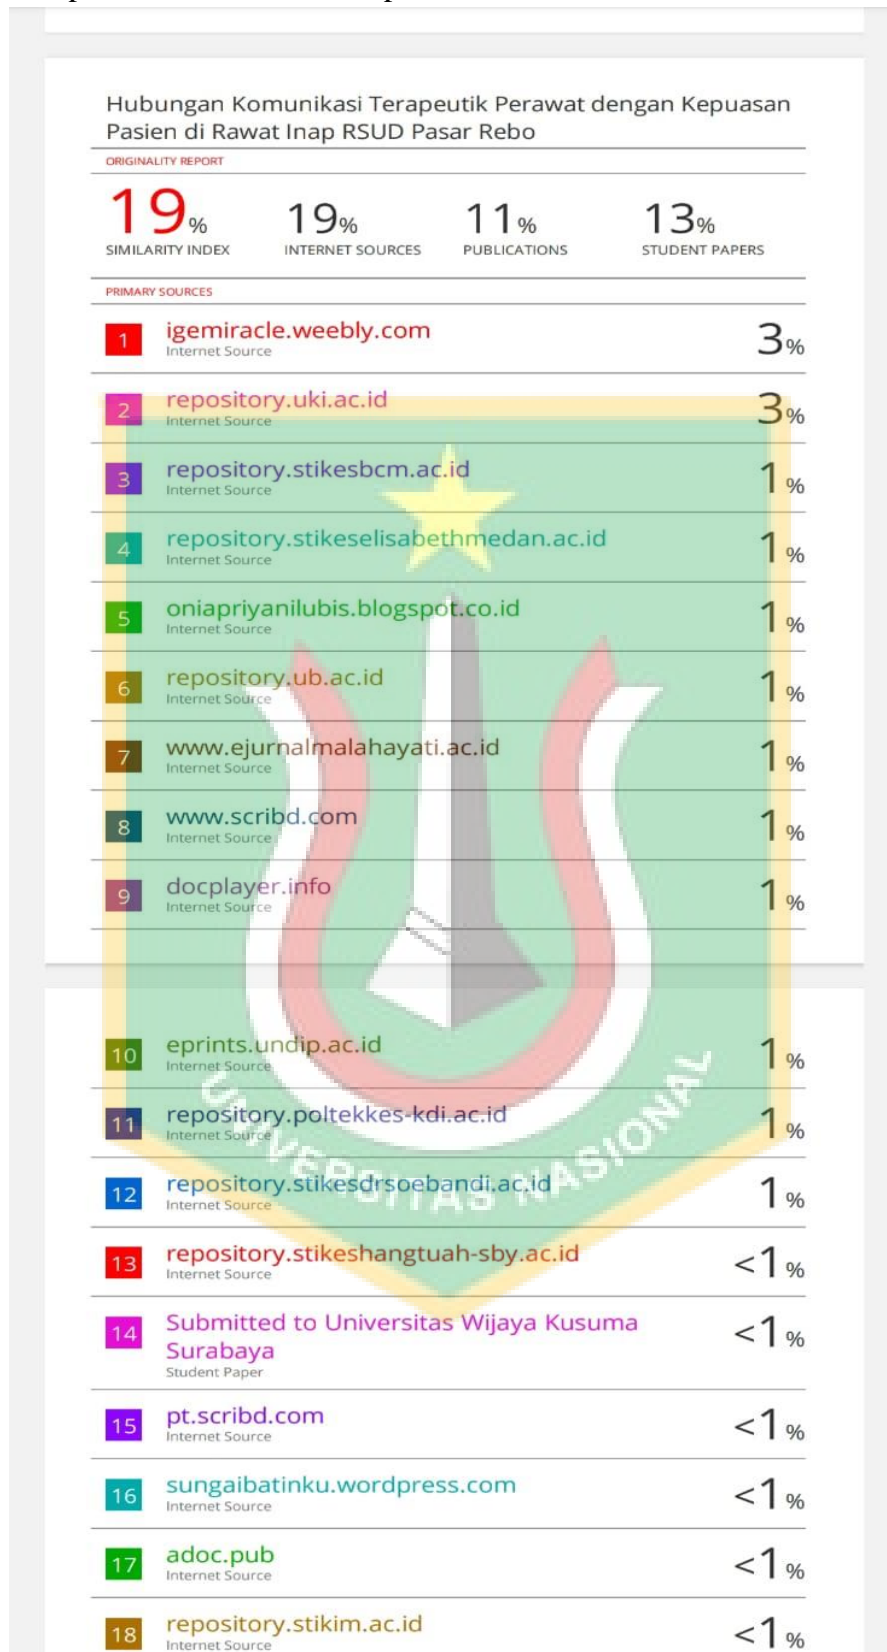 Hubungan Komunikasi Terapeutik Perawat dengan Kepuasan
Pasien di Rawat Inap RSUD Pasar Rebo
ORIGINALITY REPORT
19% 19% 11% 13%
SIMILARITY INDEX INTERNET SOURCES PUBLICATIONS STUDENT PAPERS
PRIMARY SOURCES
1 igemiracle.weebly.com 3%
Internet Source
2 repository.uki.ac.id 3%
Internet Source
3 repository.stikesbcm.ac.id 1%
Internet Source
4 repository.stikeselisabethmedan.ac.id 1%
Internet Source
5 oniapriyanilubis.blogspot.co.id 1%
Internet Source
6 repository.ub.ac.id 1%
Internet Source
7 www.ejurnalmalahayati.ac.id 1%
Internet Source
8 www.scribd.com 1%
Internet Source
9 docplayer.info 1%
Internet Source
10 eprints.undip.ac.id 1%
Internet Source
11 repository.poltekkes-kdi.ac.id 1%
Internet Source
12 repository.stikesdrsoebandi.ac.id 1%
Internet Source
UNIVERSITAS NASIONAL
13 repository.stikeshangtuah-sby.ac.id <1%
Internet Source
14 Submitted to Universitas Wijaya Kusuma <1%
Surabaya
Student Paper
15 pt.scribd.com <1%
Internet Source
16 sungaibatinku.wordpress.com <1%
Internet Source
17 adoc.pub <1%
Internet Source
18 repository.stikim.ac.id <1%
Internet Source